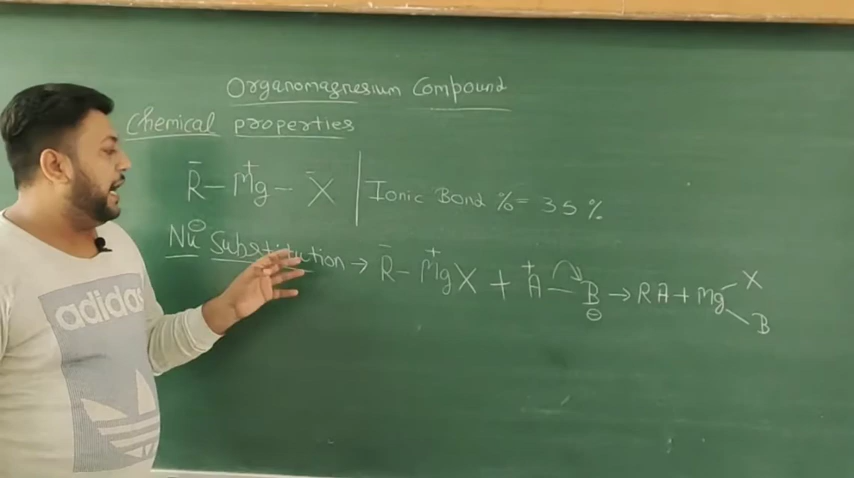 Organomagnesium Compound
Chemical properties
R̄ – Mg⁺ – X̄ | Ionic Bond % = 35 %
Nu⊖ Substitution → R̄ – Mg⁺X + A⁺ – B⊖ → RA + Mg X B
adidas